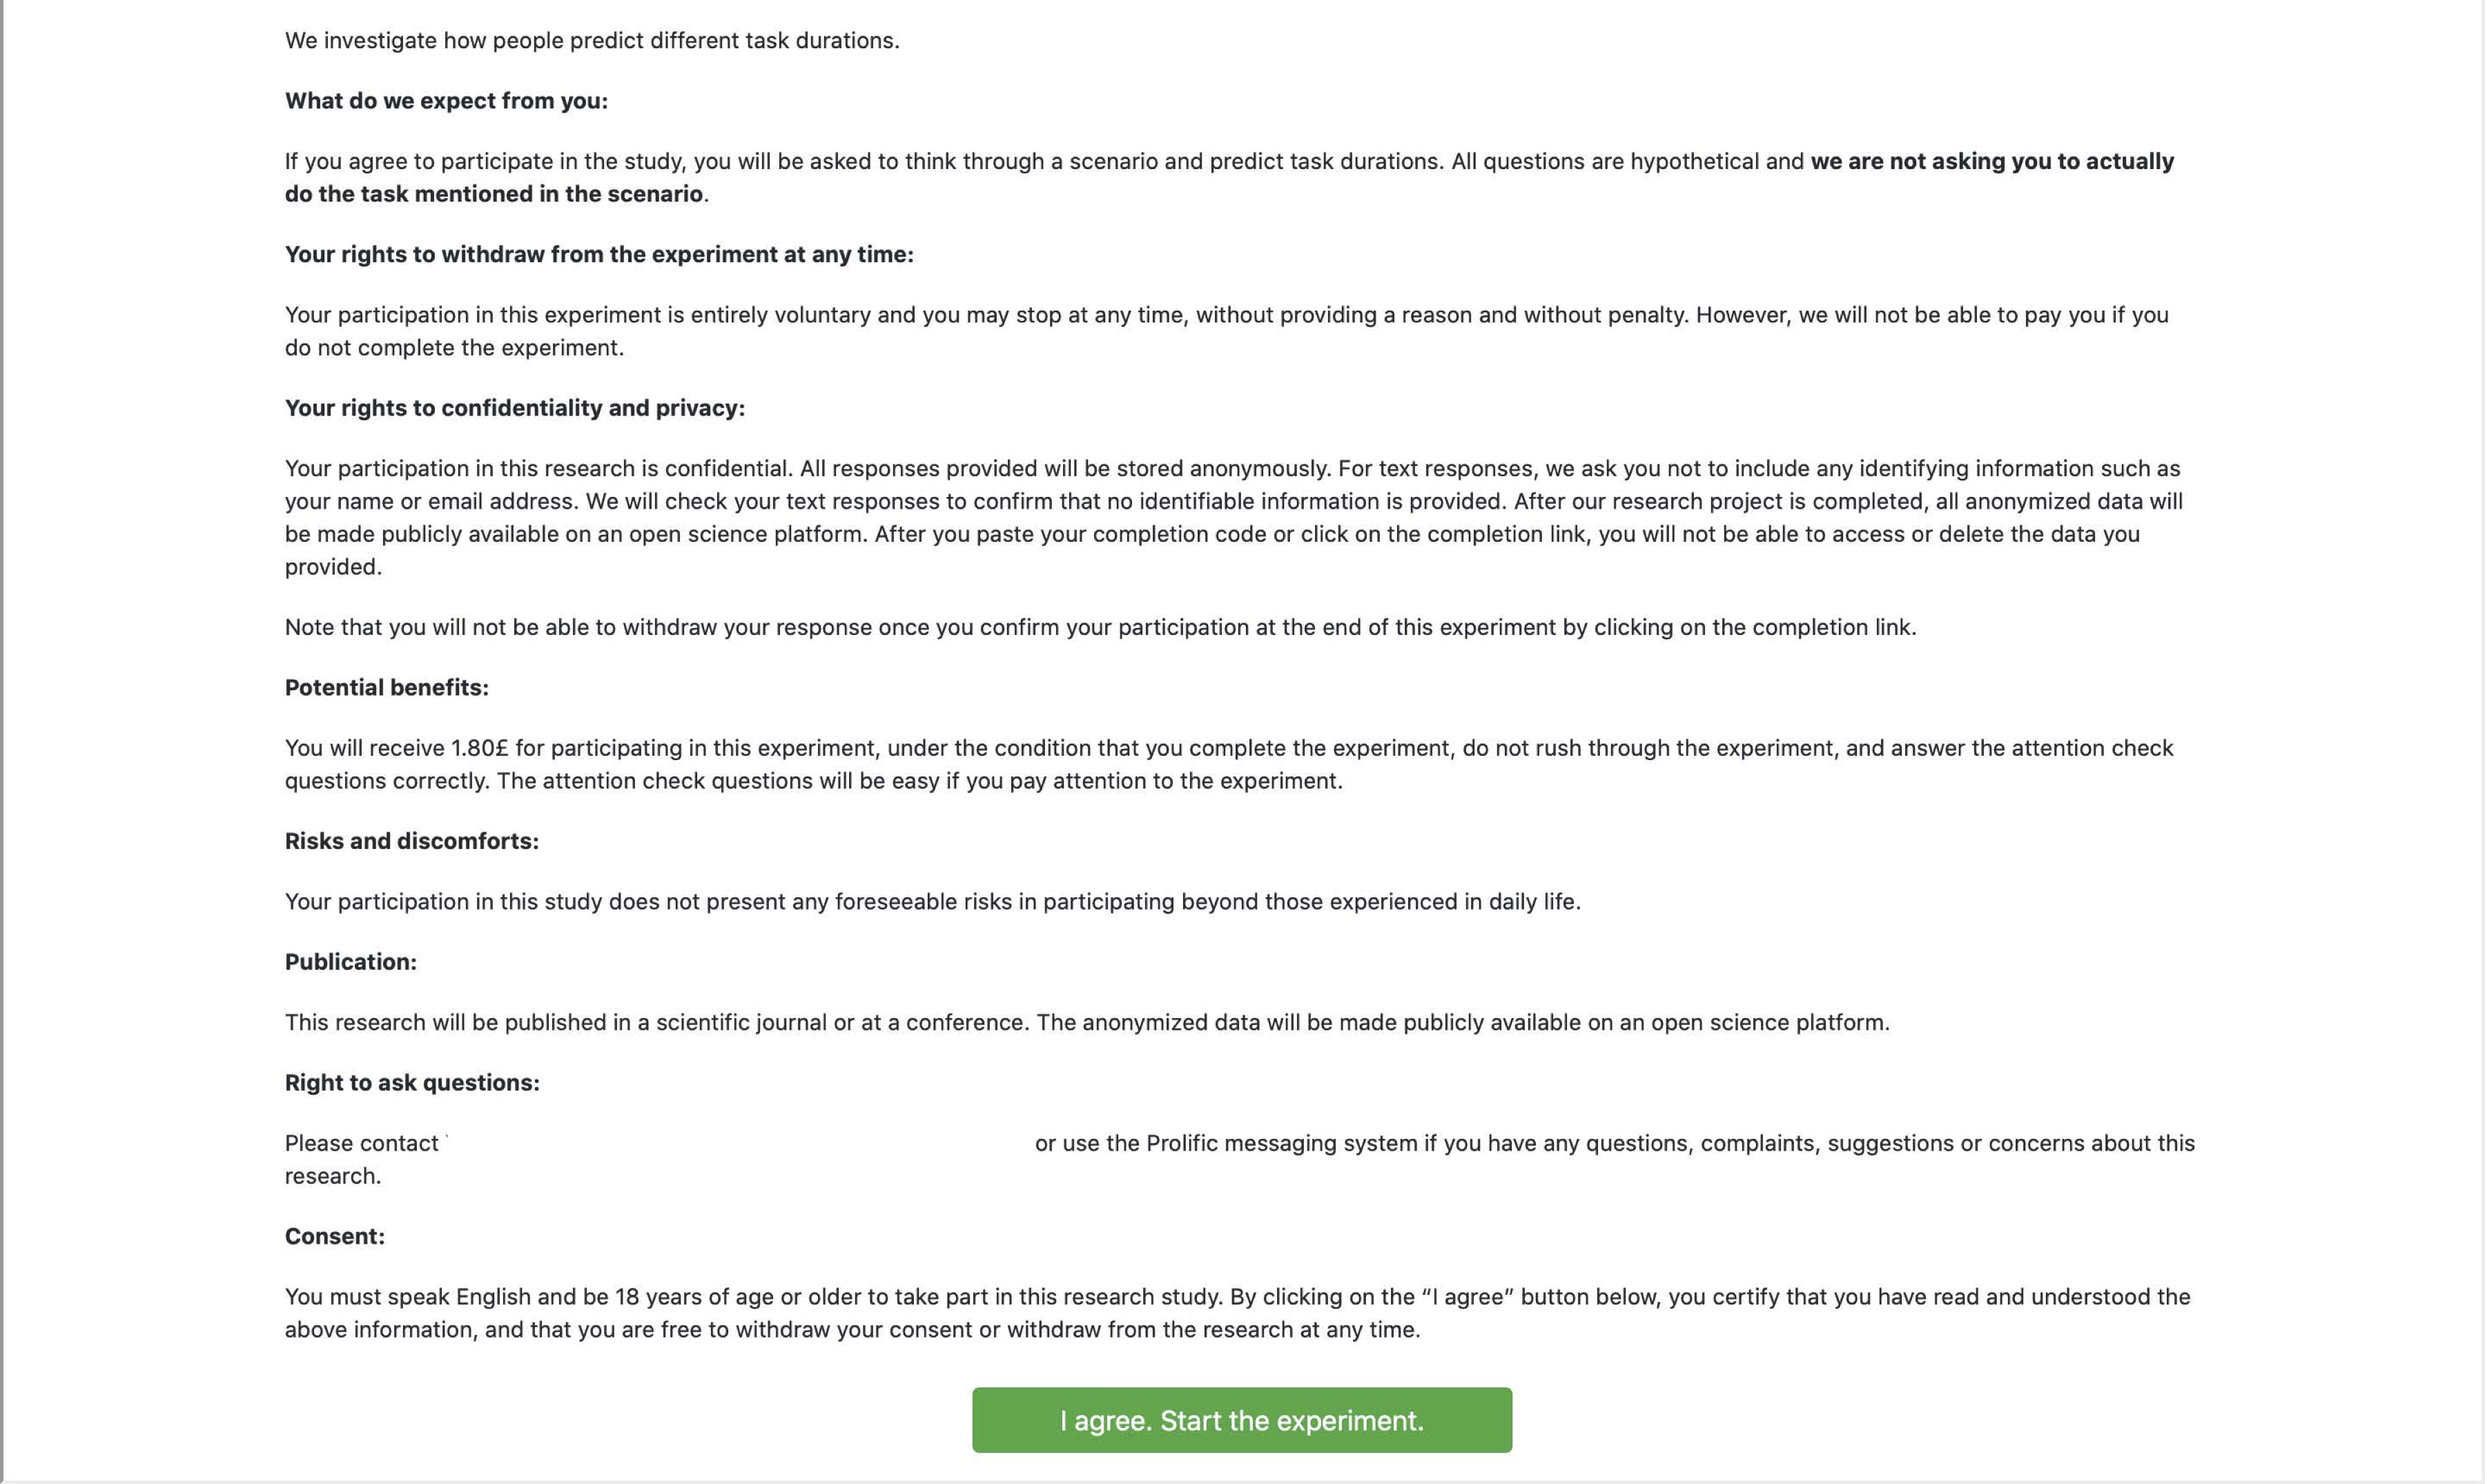 We investigate how people predict different task durations.
What do we expect from you:
If you agree to participate in the study, you will be asked to think through a scenario and predict task durations. All questions are hypothetical and we are not asking you to actually
do the task mentioned in the scenario.
Your rights to withdraw from the experiment at any time:
Your participation in this experiment is entirely voluntary and you may stop at any time, without providing a reason and without penalty. However, we will not be able to pay you if you
do not complete the experiment.
Your rights to confidentiality and privacy:
Your participation in this research is confidential. All responses provided will be stored anonymously. For text responses, we ask you not to include any identifying information such as
your name or email address. We will check your text responses to confirm that no identifiable information is provided. After our research project is completed, all anonymized data will
be made publicly available on an open science platform. After you paste your completion code or click on the completion link, you will not be able to access or delete the data you
provided.
Note that you will not be able to withdraw your response once you confirm your participation at the end of this experiment by clicking on the completion link.
Potential benefits:
You will receive 1.80£ for participating in this experiment, under the condition that you complete the experiment, do not rush through the experiment, and answer the attention check
questions correctly. The attention check questions will be easy if you pay attention to the experiment.
Risks and discomforts:
Your participation in this study does not present any foreseeable risks in participating beyond those experienced in daily life.
Publication:
This research will be published in a scientific journal or at a conference. The anonymized data will be made publicly available on an open science platform.
Right to ask questions:
Please contact or use the Prolific messaging system if you have any questions, complaints, suggestions or concerns about this
research.
Consent:
You must speak English and be 18 years of age or older to take part in this research study. By clicking on the “I agree” button below, you certify that you have read and understood the
above information, and that you are free to withdraw your consent or withdraw from the research at any time.
I agree. Start the experiment.